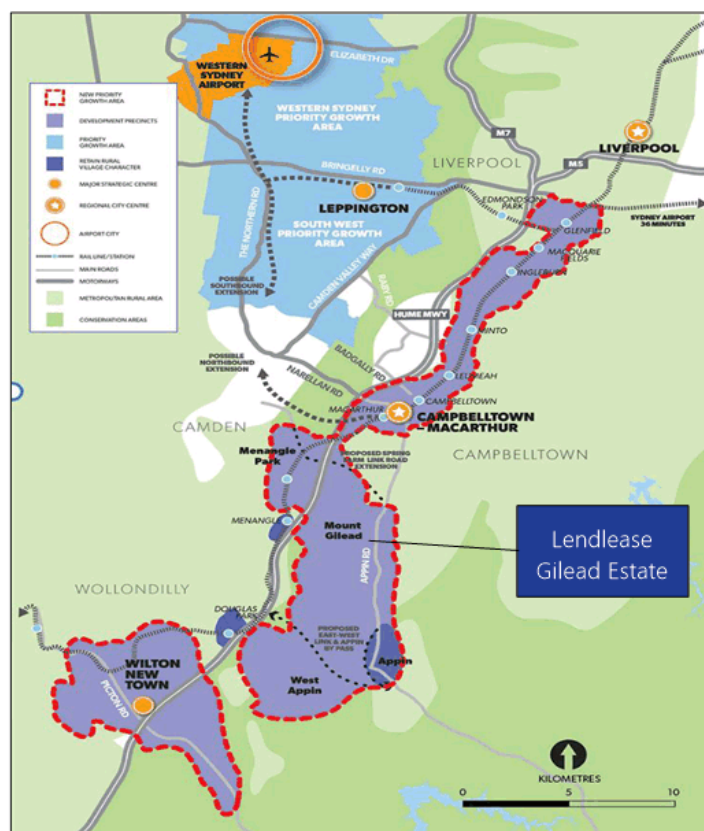 WESTERN
SYDNEY
AIRPORT
ELIZABETH DR
WESTERN SYDNEY
PRIORITY GROWTH
AREA
NEW PRIORITY
GROWTH AREA
DEVELOPMENT PRECINCTS
PRIORITY
GROWTH AREA
RETAIN RURAL
VILLAGE CHARACTER
MAJOR STRATEGIC CENTRE
REGIONAL CITY CENTRE
AIRPORT CITY
RAIL LINE/STATION
MAIN ROADS
MOTORWAYS
METROPOLITAN RURAL AREA
CONSERVATION AREAS
M7
M5
LIVERPOOL
LIVERPOOL
BRINGELLY RD
LEPPINGTON
THE NORTHERN RD
SOUTH WEST
PRIORITY GROWTH
AREA
EDMONDSON
PARK
GLENFIELD
SYDNEY AIRPORT
36 MINUTES
MACQUARIE
FIELDS
INGLEBURN
CAMDEN VALLEY WAY
POSSIBLE
SOUTHBOUND
EXTENSION
RABY RD
HUME MWY
MINTO
BADGALLY RD
POSSIBLE
NORTHBOUND
EXTENSION
NARELLAN RD
LEUMEAH
CAMPBELLTOWN
MACARTHUR
CAMPBELLTOWN
– MACARTHUR
CAMDEN
CAMPBELLTOWN
Menangle
Park
PROPOSED SPRING
FARM LINK ROAD
EXTENSION
MENANGLE
Mount
Gilead
APPIN RD
Lendlease
Gilead Estate
WOLLONDILLY
DOUGLAS
PARK
PROPOSED
EAST-WEST
LINK & APPIN
BY PASS
Appin
West
Appin
WILTON
NEW
TOWN
PICTON RD
KILOMETRES
0 5 10